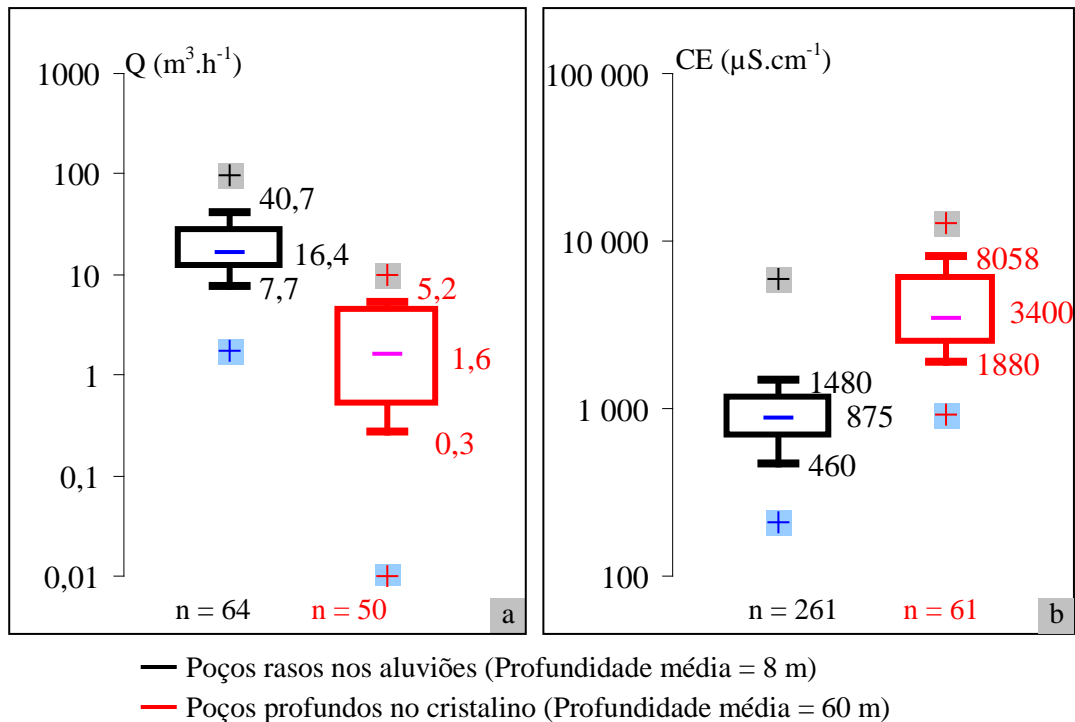 Q (m³.h⁻¹)
1000
100
10
1
0,1
0,01
40,7
16,4
7,7
5,2
1,6
0,3
n = 64
n = 50
a
CE (µS.cm⁻¹)
100 000
10 000
1 000
100
8058
3400
1880
1480
875
460
n = 261
n = 61
b
Poços rasos nos aluviões (Profundidade média = 8 m)
Poços profundos no cristalino (Profundidade média = 60 m)